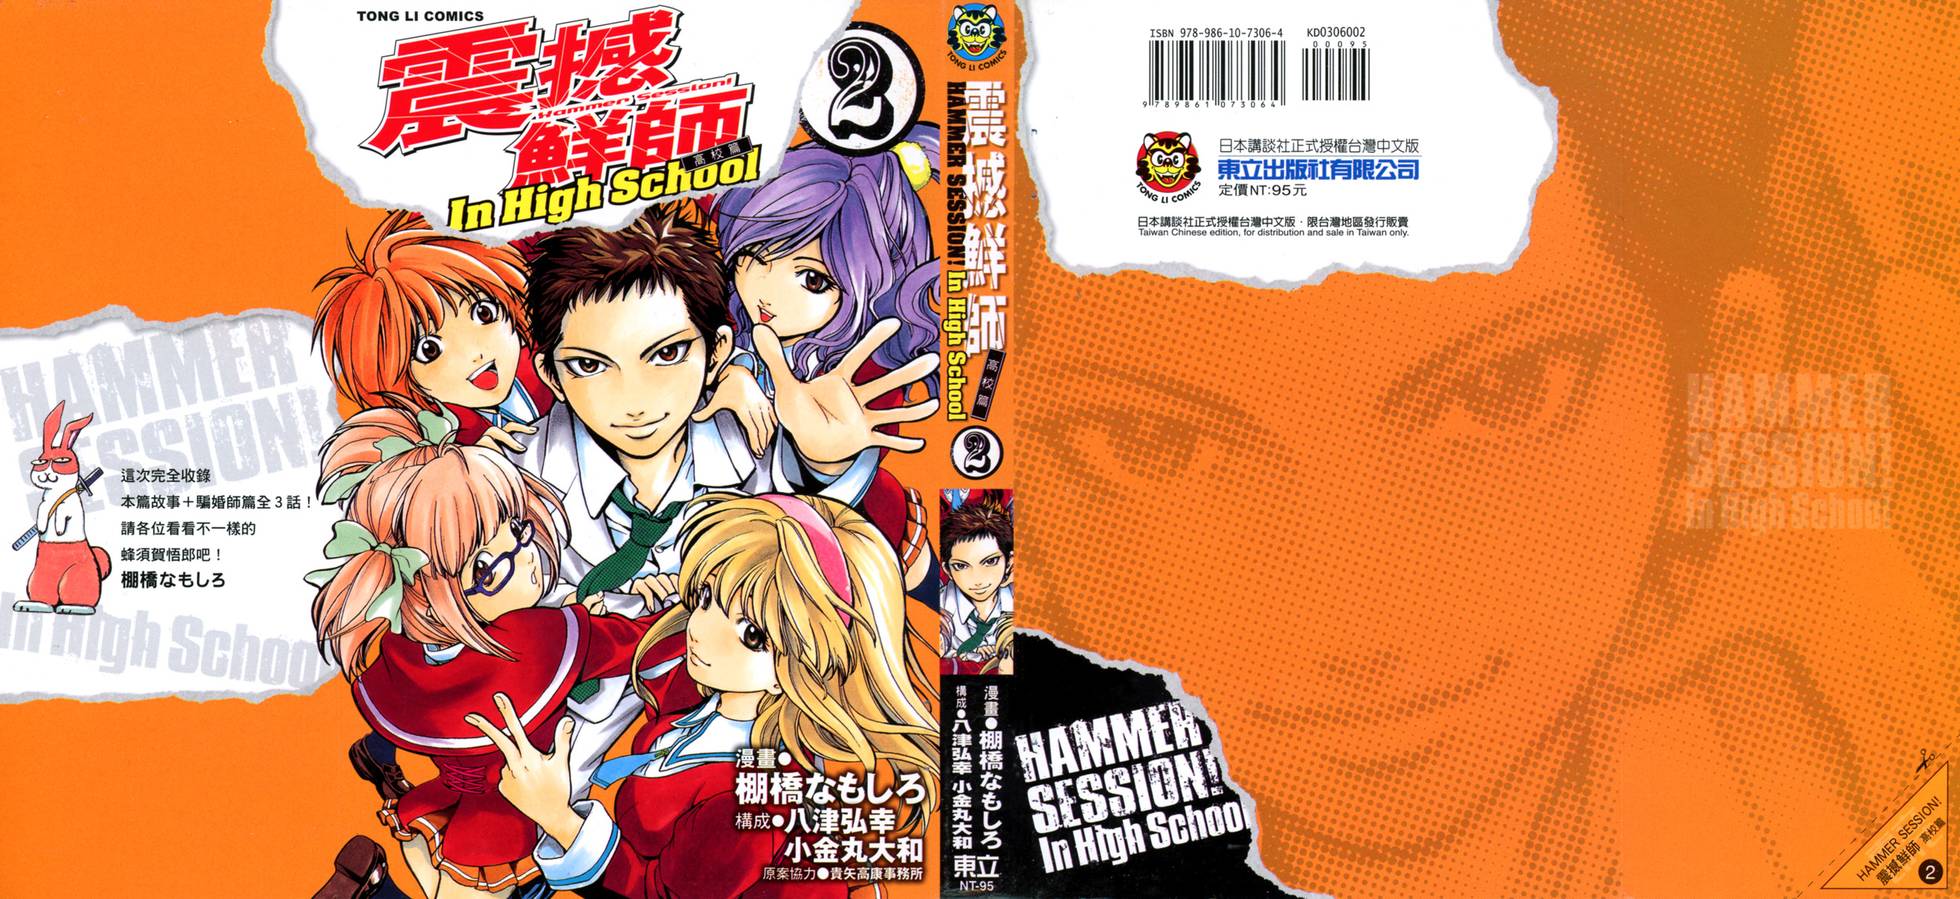 TONG LI COMICS
震撼
Hammer Session!
鮮師
高校篇
In High School
2
HAMMER
SESSION!
In High School
這次完全收錄
本篇故事＋騙婚師篇全３話！
請各位看看不一樣的
蜂須賀悟郎吧！
棚橋なもしろ
漫畫●
棚橋なもしろ
構成●八津弘幸
小金丸大和
原案協力●貴矢高康事務所
TONG LI COMICS
震撼鮮師 高校篇
HAMMER SESSION! In High School
2
漫畫●棚橋なもしろ
構成●八津弘幸 小金丸大和
東立
NT-95
ISBN 978-986-10-7306-4
KD0306002
00095
9 789861 073064
TONG LI COMICS
日本講談社正式授權台灣中文版
東立出版社有限公司
定價NT:95元
日本講談社正式授權台灣中文版・限台灣地區發行販賣
Taiwan Chinese edition, for distribution and sale in Taiwan only.
HAMMER
SESSION!
In High School
HAMMER
SESSION!
In High School
HAMMER SESSION!
震撼鮮師 高校篇
2